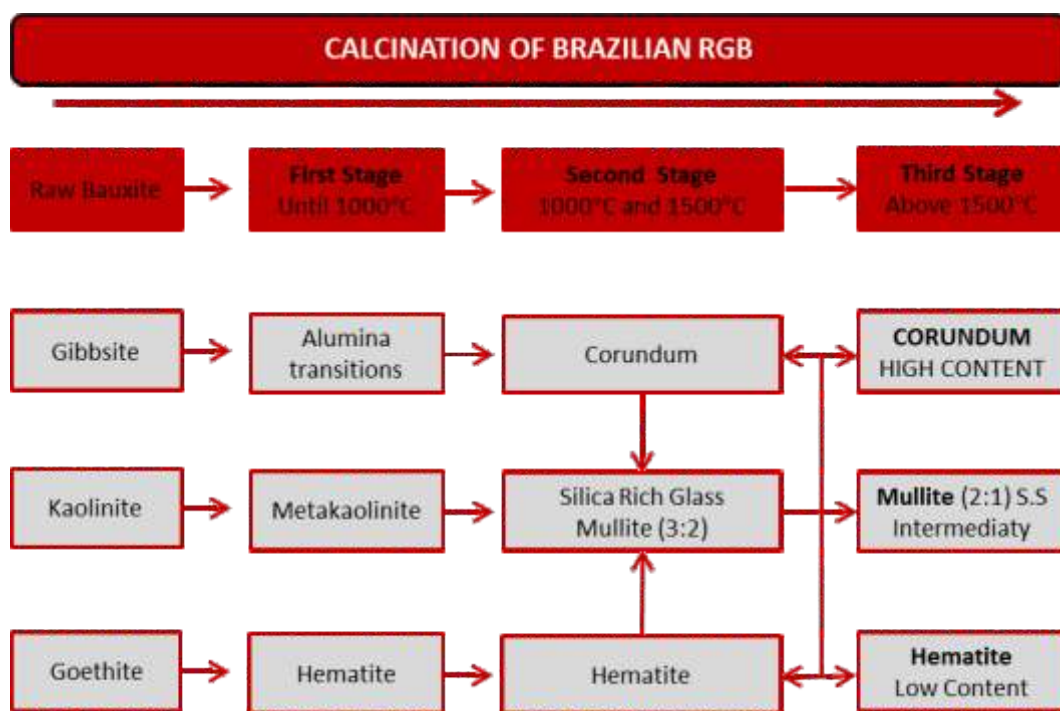 CALCINATION OF BRAZILIAN RGB
Raw Bauxite
First Stage
Until 1000°C
Second Stage
1000°C and 1500°C
Third Stage
Above 1500°C
Gibbsite
Alumina
transitions
Corundum
CORUNDUM
HIGH CONTENT
Kaolinite
Metakaolinite
Silica Rich Glass
Mullite (3:2)
Mullite (2:1) S.S
Intermediaty
Goethite
Hematite
Hematite
Hematite
Low Content